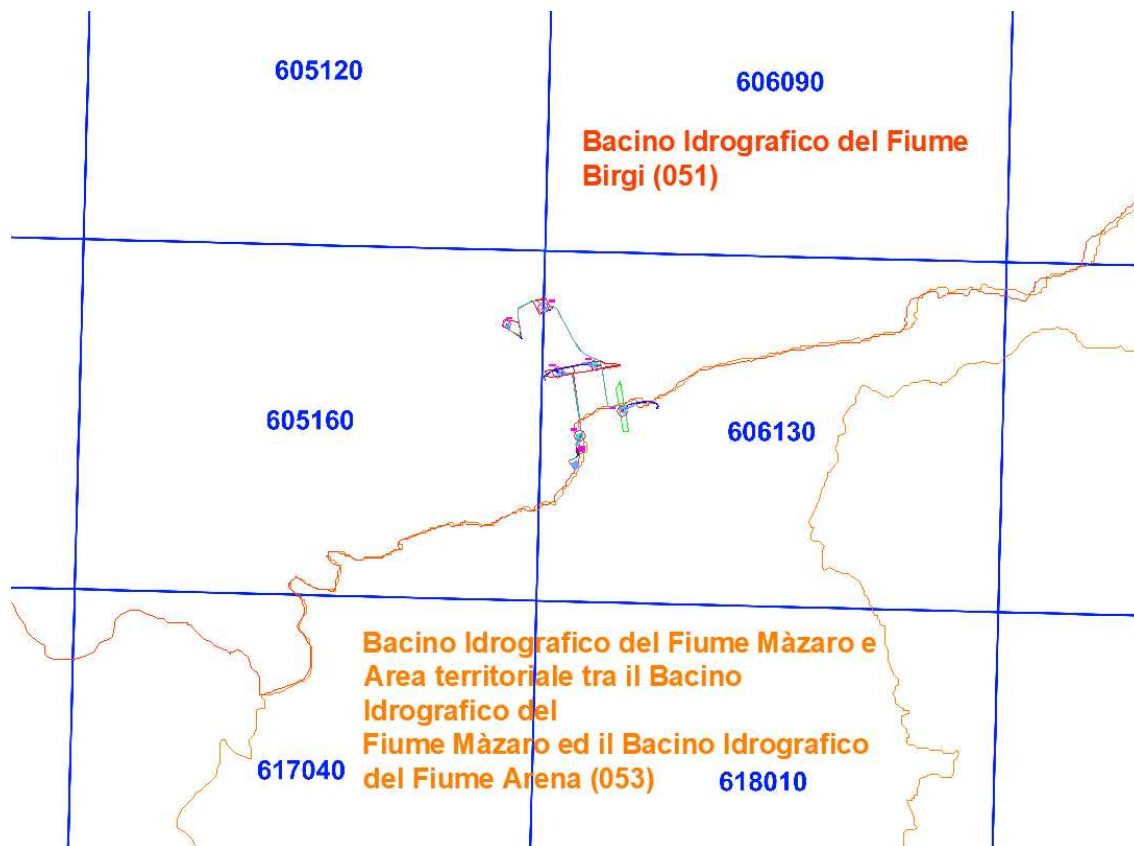 605120
606090
Bacino Idrografico del Fiume
Birgi (051)
605160
606130
Bacino Idrografico del Fiume Màzaro e
Area territoriale tra il Bacino
Idrografico del
Fiume Màzaro ed il Bacino Idrografico
del Fiume Arena (053)
617040
618010